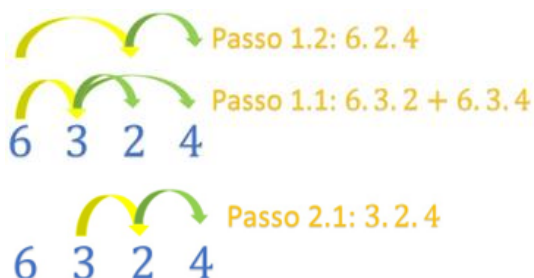 Passo 1.2: 6. 2. 4
Passo 1.1: 6. 3. 2 + 6. 3. 4
6 3 2 4
Passo 2.1: 3. 2. 4
6 3 2 4